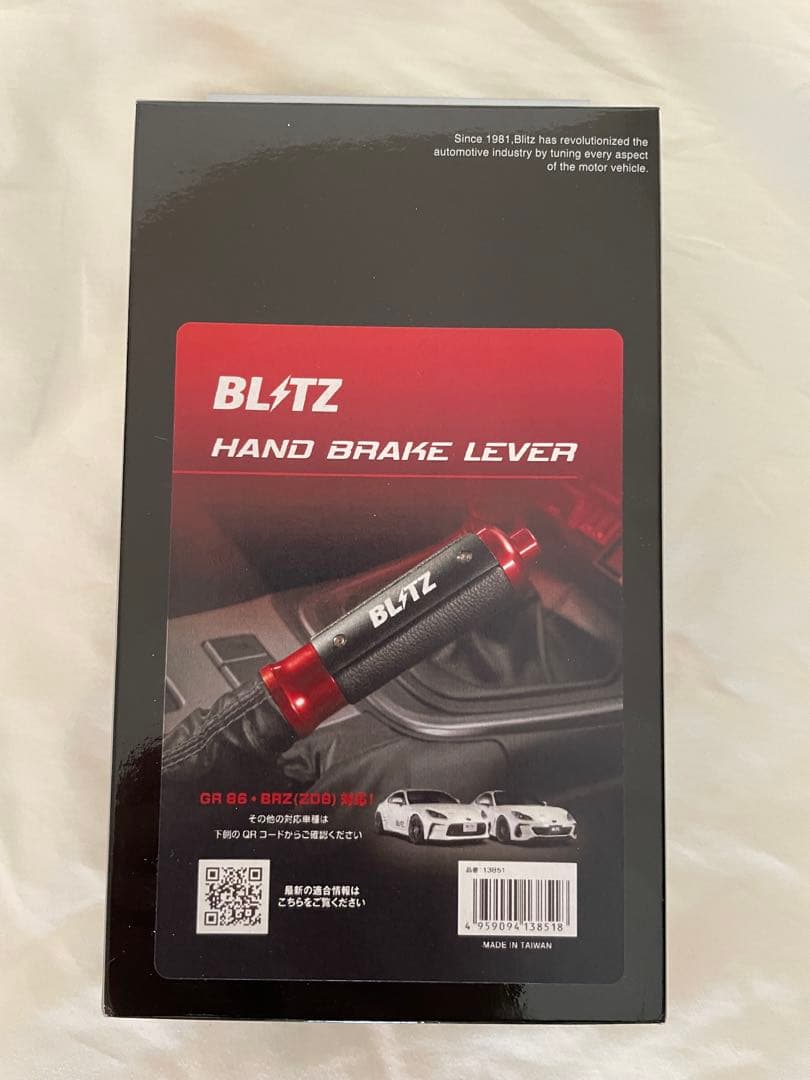 Since 1981,Blitz has revolutionized the
automotive industry by tuning every aspect
of the motor vehicle.
BLITZ
HAND BRAKE LEVER
BLITZ
GR 86・BRZ(ZD8) 対応!
その他の対応車種は
下側のQRコードからご確認ください
最新の適合情報は
こちらをご覧ください
品番:13851
4 959094 138518
MADE IN TAIWAN